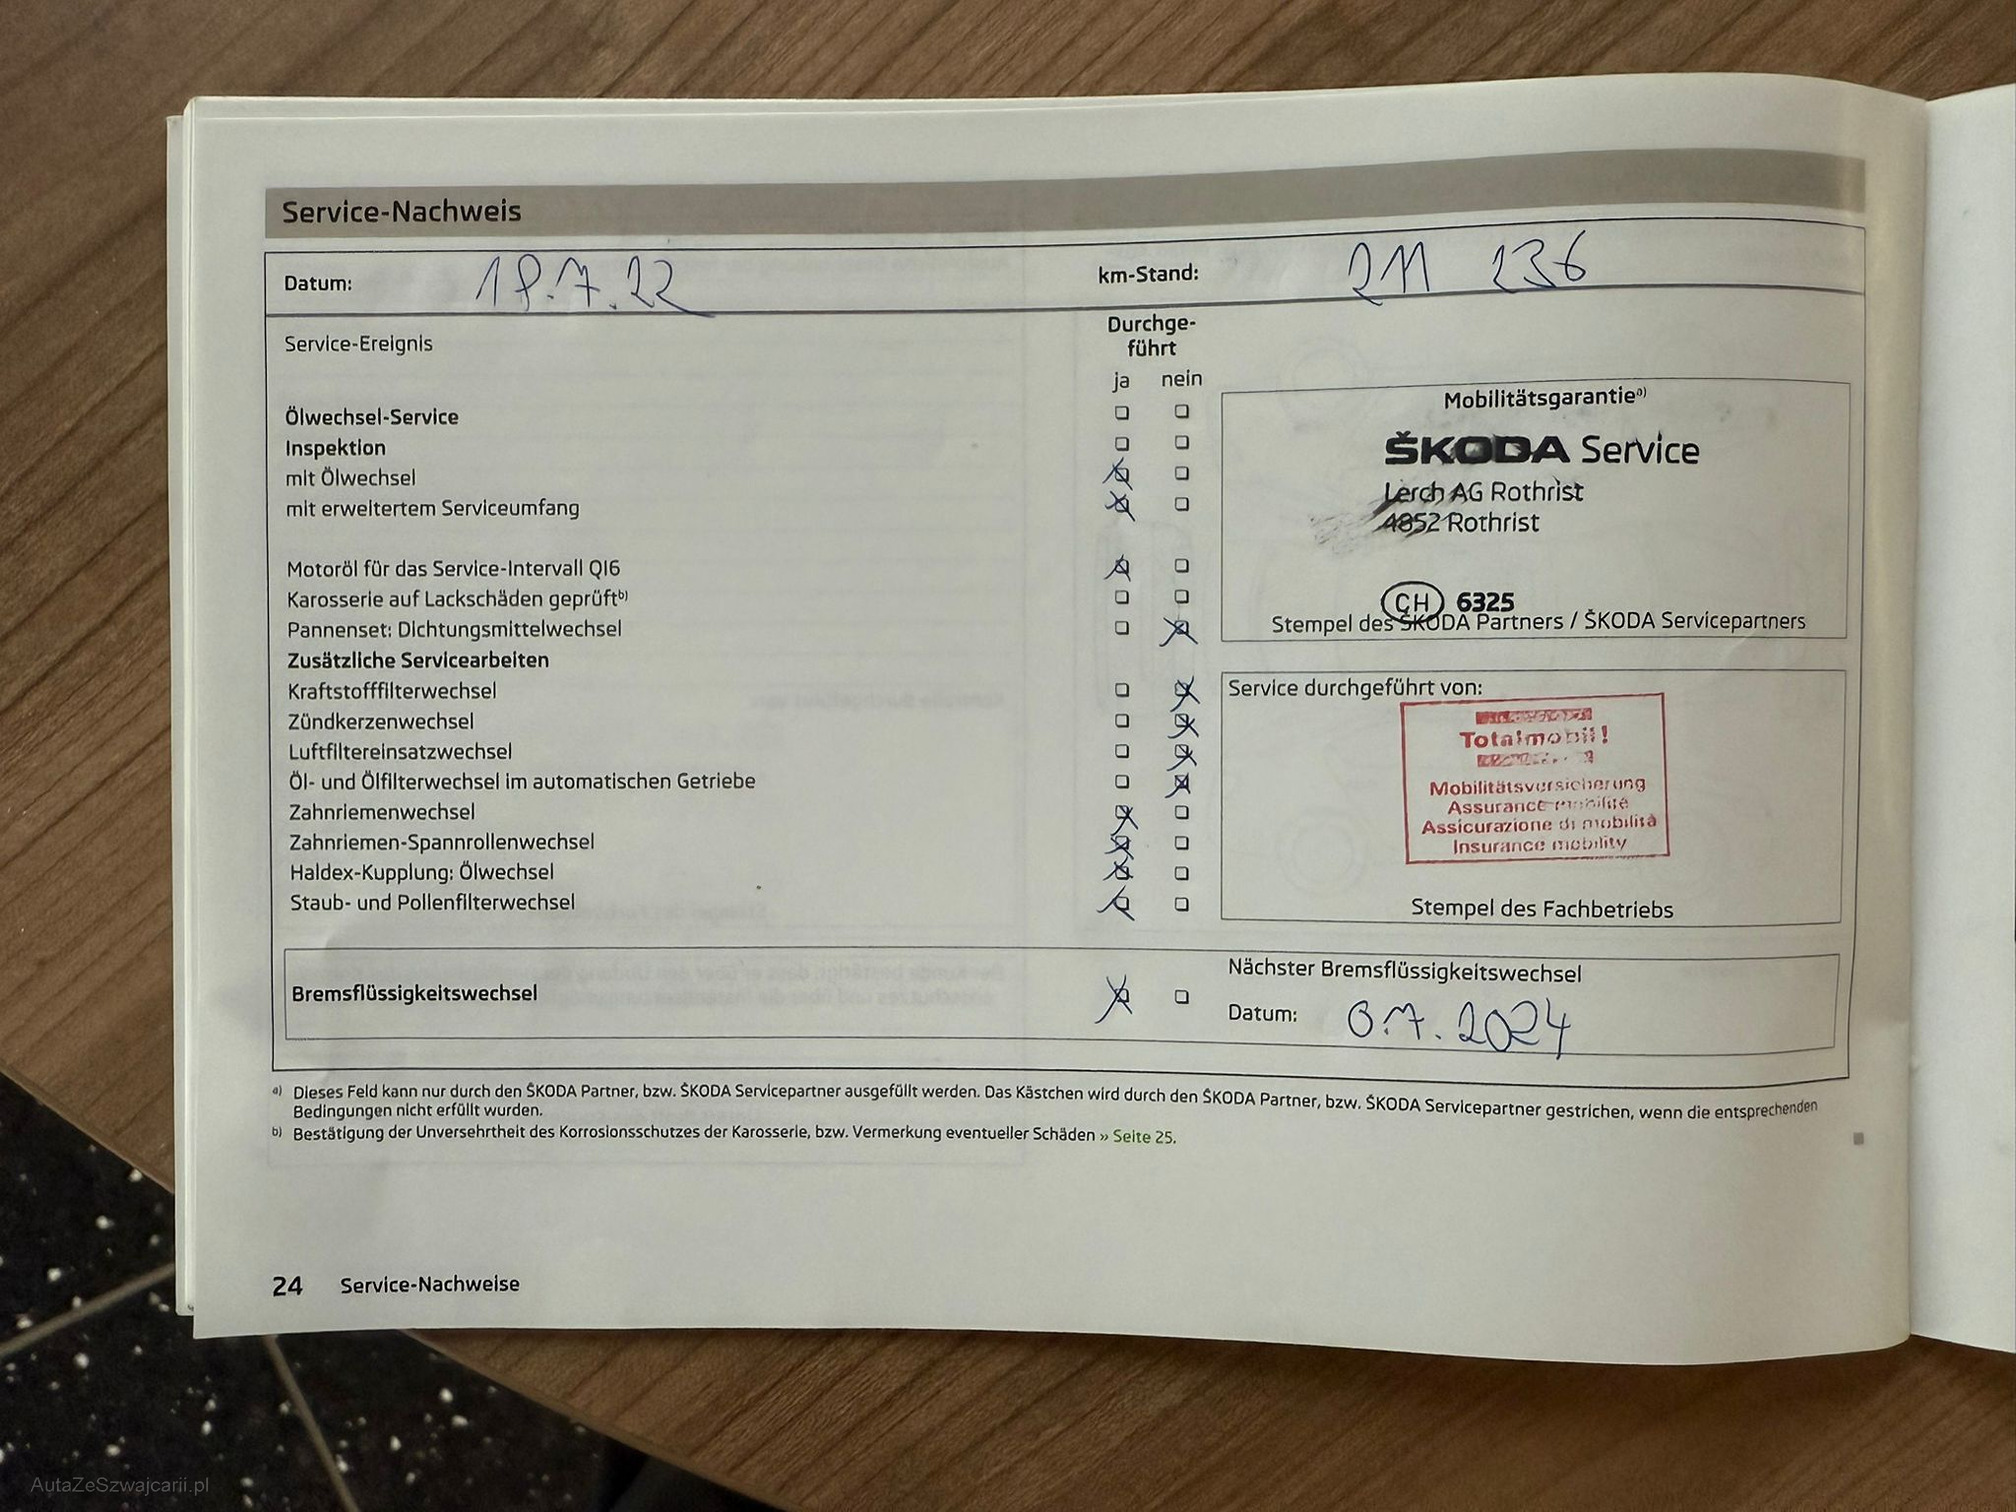 Service-Nachweis
Datum: 18.7.22 km-Stand: 211 236
Service-Ereignis
Durchge-
führt
ja nein
Ölwechsel-Service
Inspektion
mit Ölwechsel
mit erweitertem Serviceumfang
Motoröl für das Service-Intervall QI6
Karosserie auf Lackschäden geprüft b)
Pannenset: Dichtungsmittelwechsel
Zusätzliche Servicearbeiten
Kraftstofffilterwechsel
Zündkerzenwechsel
Luftfiltereinsatzwechsel
Öl- und Ölfilterwechsel im automatischen Getriebe
Zahnriemenwechsel
Zahnriemen-Spannrollenwechsel
Haldex-Kupplung: Ölwechsel
Staub- und Pollenfilterwechsel
Mobilitätsgarantie a)
ŠKODA Service
Lerch AG Rothrist
4852 Rothrist
CH 6325
Stempel des ŠKODA Partners / ŠKODA Servicepartners
Service durchgeführt von:
Totalmobil!
Mobilitätsversicherung
Assurance mobilité
Assicurazione di mobilità
Insurance mobility
Stempel des Fachbetriebs
Bremsflüssigkeitswechsel
Nächster Bremsflüssigkeitswechsel
Datum: 7.2024
a) Dieses Feld kann nur durch den ŠKODA Partner, bzw. ŠKODA Servicepartner ausgefüllt werden. Das Kästchen wird durch den ŠKODA Partner, bzw. ŠKODA Servicepartner gestrichen, wenn die entsprechenden
Bedingungen nicht erfüllt wurden.
b) Bestätigung der Unversehrtheit des Korrosionsschutzes der Karosserie, bzw. Vermerkung eventueller Schäden » Seite 25.
24 Service-Nachweise
AutaZeSzwajcarii.pl